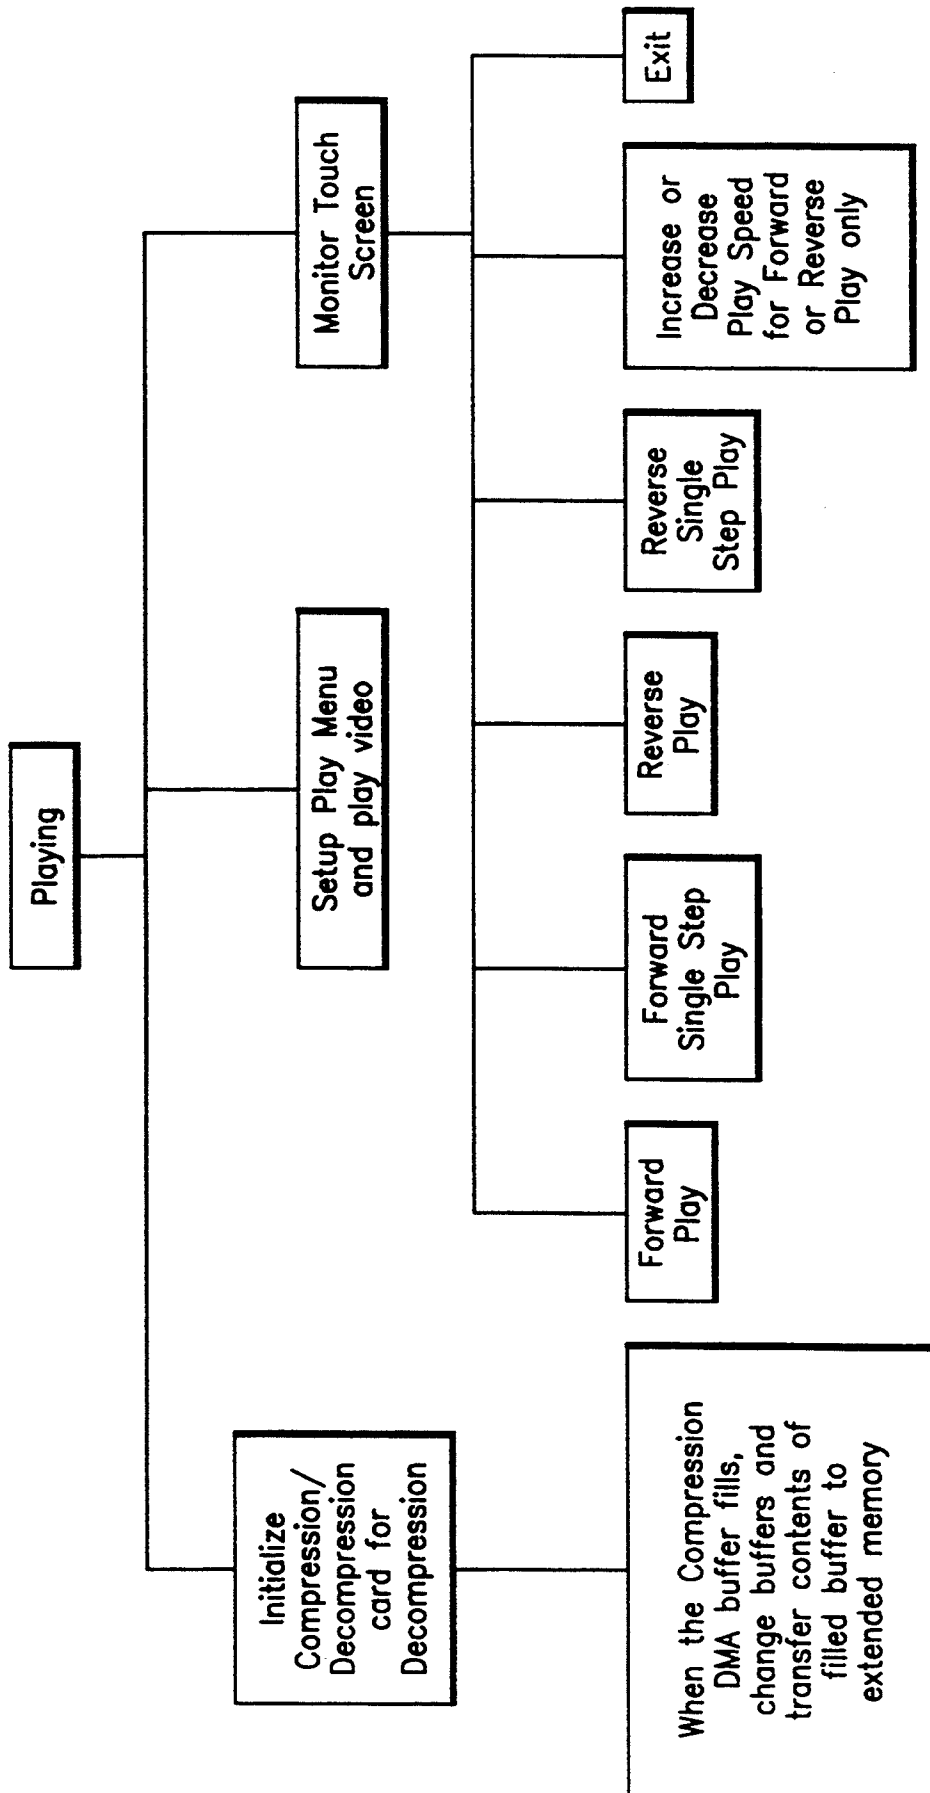 Playing
Initialize
Compression/
Decompression
card for
Decompression
Setup Play Menu
and play video
Monitor Touch
Screen
When the Compression
DMA buffer fills,
change buffers and
transfer contents of
filled buffer to
extended memory
Forward
Play
Forward
Single Step
Play
Reverse
Play
Reverse
Single
Step Play
Increase or
Decrease
Play Speed
for Forward
or Reverse
Play only
Exit